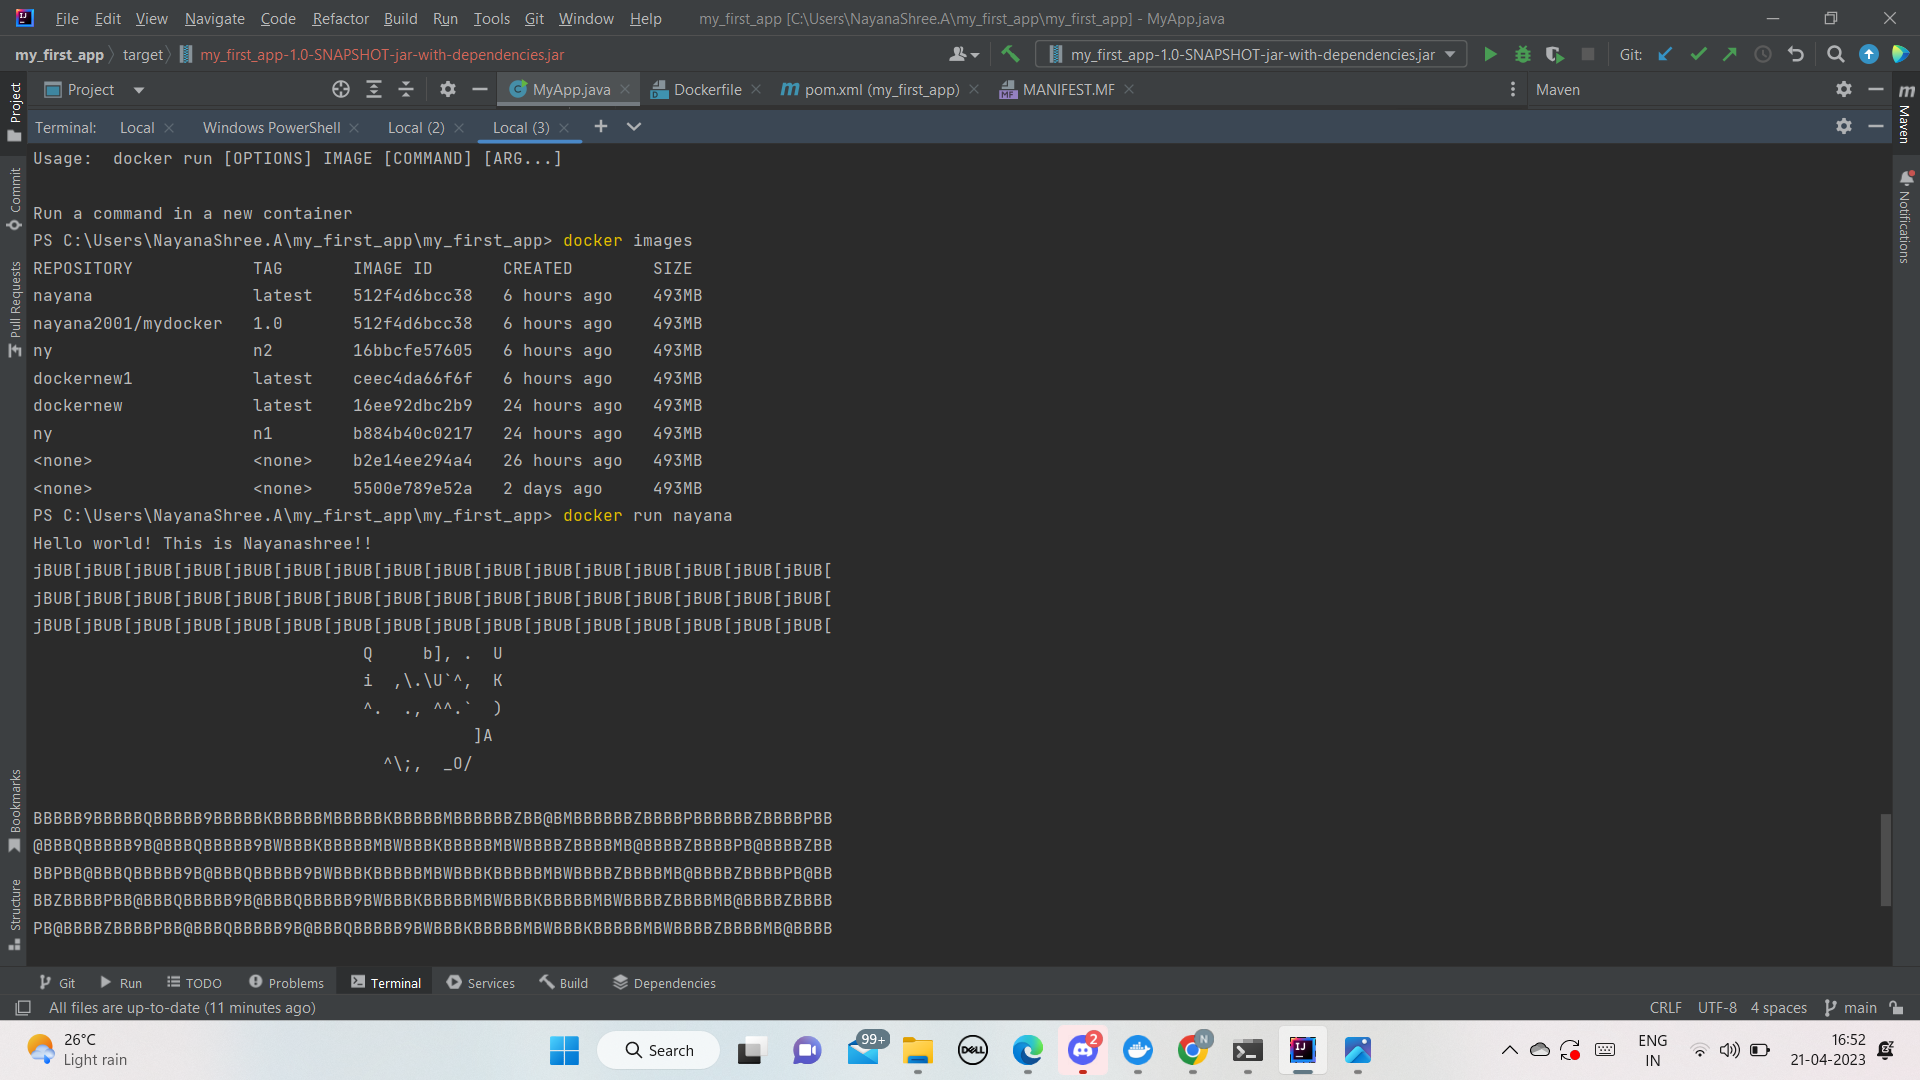 File Edit View Navigate Code Refactor Build Run Tools Git Window Help my_first_app [C:\Users\NayanaShree.A\my_first_app\my_first_app] - MyApp.java
my_first_app target my_first_app-1.0-SNAPSHOT-jar-with-dependencies.jar my_first_app-1.0-SNAPSHOT-jar-with-dependencies.jar Git:
Project MyApp.java Dockerfile pom.xml (my_first_app) MANIFEST.MF Maven
Terminal: Local Windows PowerShell Local (2) Local (3)
Usage:  docker run [OPTIONS] IMAGE [COMMAND] [ARG...]
Run a command in a new container
PS C:\Users\NayanaShree.A\my_first_app\my_first_app> docker images
REPOSITORY            TAG       IMAGE ID       CREATED        SIZE
nayana                latest    512f4d6bcc38   6 hours ago    493MB
nayana2001/mydocker   1.0       512f4d6bcc38   6 hours ago    493MB
ny                    n2        16bbcfe57605   6 hours ago    493MB
dockernew1            latest    ceec4da66f6f   6 hours ago    493MB
dockernew             latest    16ee92dbc2b9   24 hours ago   493MB
ny                    n1        b884b40c0217   24 hours ago   493MB
<none>                <none>    b2e14ee294a4   26 hours ago   493MB
<none>                <none>    5500e789e52a   2 days ago     493MB
PS C:\Users\NayanaShree.A\my_first_app\my_first_app> docker run nayana
Hello world! This is Nayanashree!!
jBUB[jBUB[jBUB[jBUB[jBUB[jBUB[jBUB[jBUB[jBUB[jBUB[jBUB[jBUB[jBUB[jBUB[jBUB[jBUB[
jBUB[jBUB[jBUB[jBUB[jBUB[jBUB[jBUB[jBUB[jBUB[jBUB[jBUB[jBUB[jBUB[jBUB[jBUB[jBUB[
jBUB[jBUB[jBUB[jBUB[jBUB[jBUB[jBUB[jBUB[jBUB[jBUB[jBUB[jBUB[jBUB[jBUB[jBUB[jBUB[
                                 Q     b], .  U
                                 i  ,\.\U`^,  K
                                 ^.  ., ^^.`  )
                                            ]A
                                   ^\;,  _O/
BBBBB9BBBBBQBBBBB9BBBBBKBBBBBMBBBBBKBBBBBMBBBBBBZBB@BMBBBBBBZBBBBPBBBBBBZBBBBPBB
@BBBQBBBBB9B@BBBQBBBBB9BWBBBKBBBBBMBWBBBKBBBBBMBWBBBBZBBBBMB@BBBBZBBBBPB@BBBBZBB
BBPBB@BBBQBBBBB9B@BBBQBBBBB9BWBBBKBBBBBMBWBBBKBBBBBMBWBBBBZBBBBMB@BBBBZBBBBPB@BB
BBZBBBBPBB@BBBQBBBBB9B@BBBQBBBBB9BWBBBKBBBBBMBWBBBKBBBBBMBWBBBBZBBBBMB@BBBBZBBBB
PB@BBBBZBBBBPBB@BBBQBBBBB9B@BBBQBBBBB9BWBBBKBBBBBMBWBBBKBBBBBMBWBBBBZBBBBMB@BBBB
Project
Commit
Pull Requests
Bookmarks
Structure
Maven
Notifications
Git Run TODO Problems Terminal Services Build Dependencies
All files are up-to-date (11 minutes ago) CRLF UTF-8 4 spaces main
26°C
Light rain
Search
99+
DELL
2
N
ENG
IN
16:52
21-04-2023